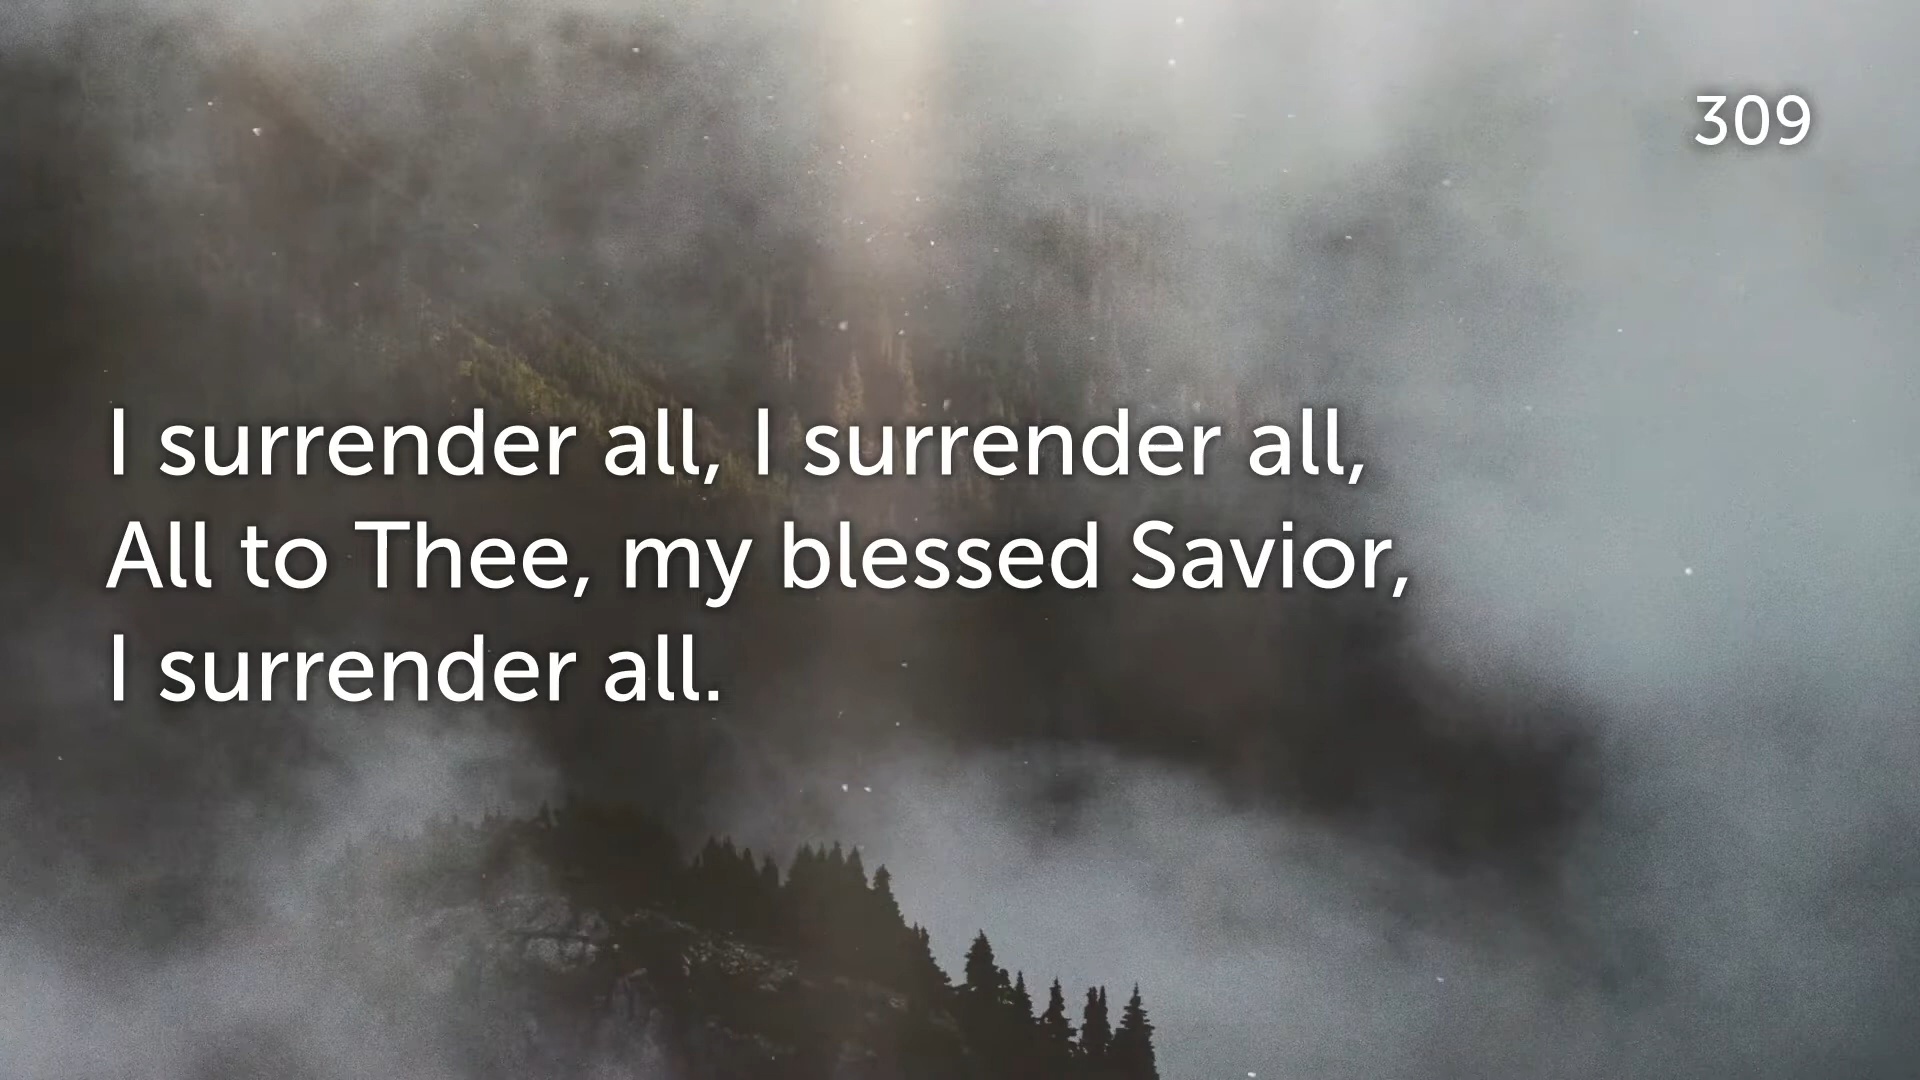 309
I surrender all, I surrender all,
All to Thee, my blessed Savior,
I surrender all.